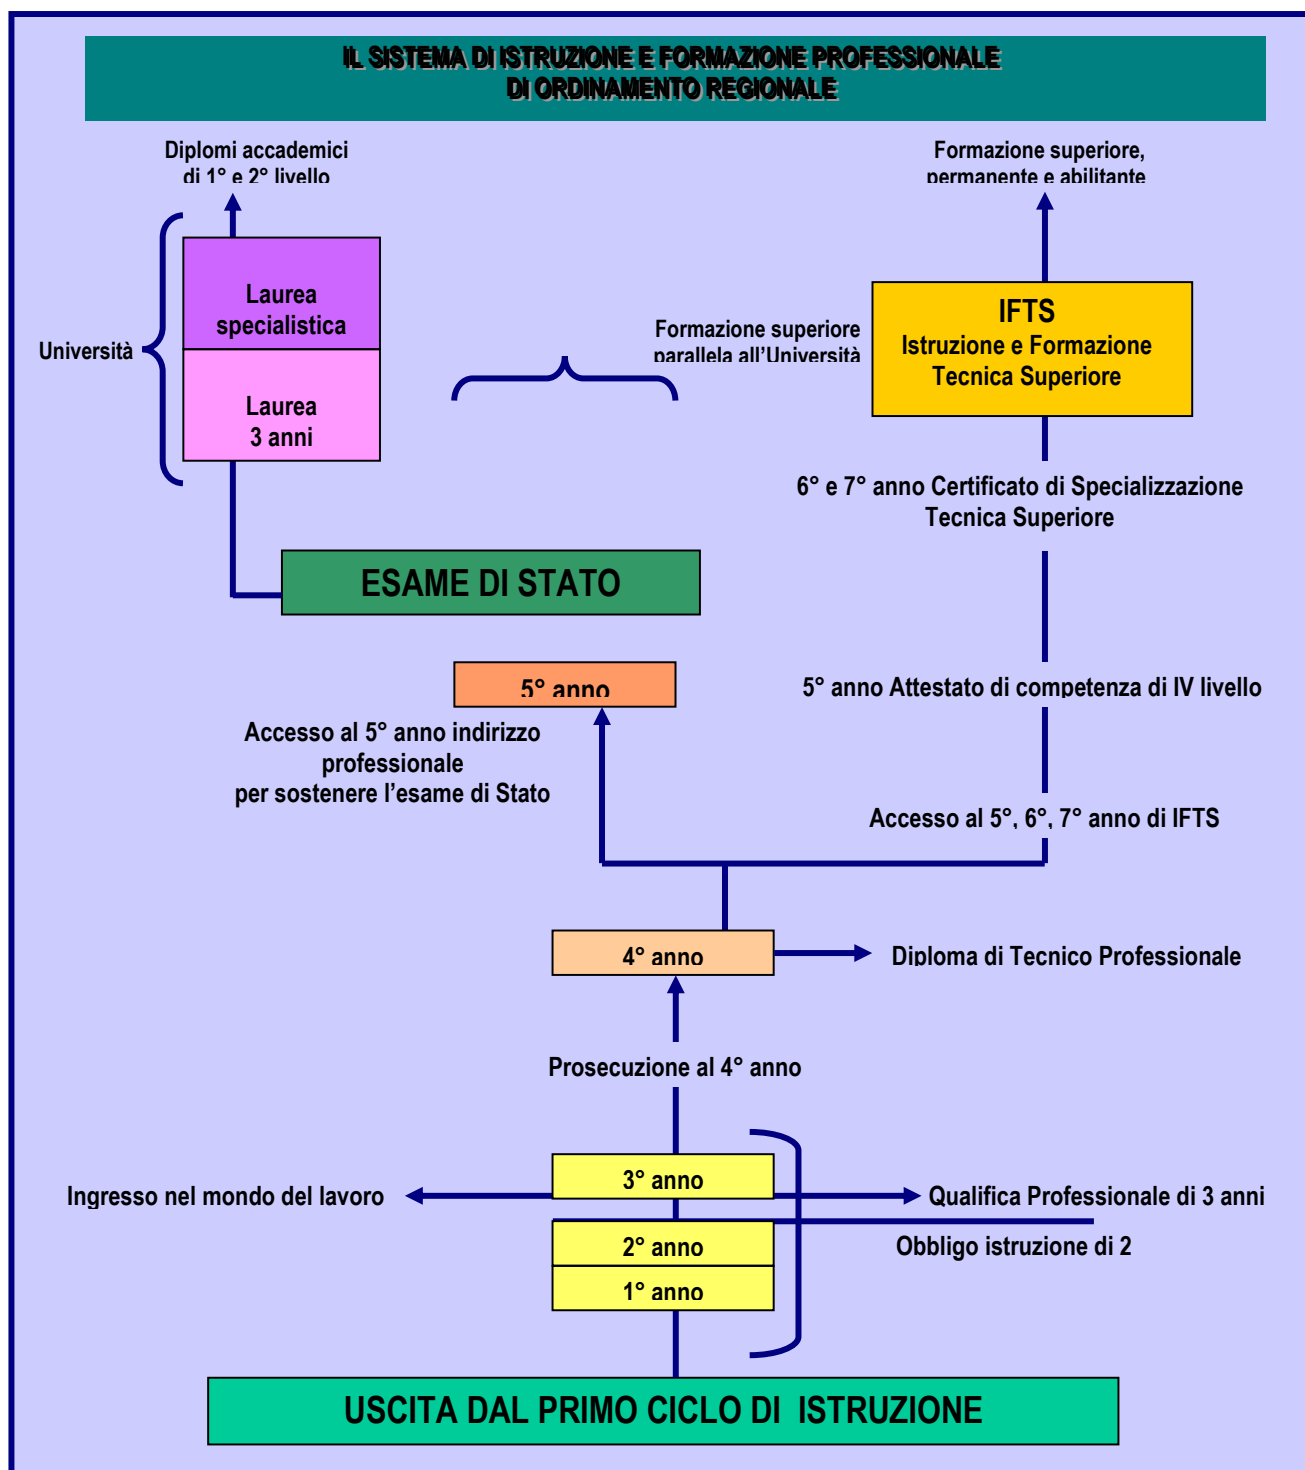 IL SISTEMA DI ISTRUZIONE E FORMAZIONE PROFESSIONALE
DI ORDINAMENTO REGIONALE
Diplomi accademici
di 1° e 2° livello
Formazione superiore,
permanente e abilitante
Laurea
specialistica
Università
Laurea
3 anni
Formazione superiore
parallela all’Università
IFTS
Istruzione e Formazione
Tecnica Superiore
6° e 7° anno Certificato di Specializzazione
Tecnica Superiore
ESAME DI STATO
5° anno
5° anno Attestato di competenza di IV livello
Accesso al 5° anno indirizzo
professionale
per sostenere l’esame di Stato
Accesso al 5°, 6°, 7° anno di IFTS
4° anno
Diploma di Tecnico Professionale
Prosecuzione al 4° anno
3° anno
Ingresso nel mondo del lavoro
Qualifica Professionale di 3 anni
2° anno
Obbligo istruzione di 2
1° anno
USCITA DAL PRIMO CICLO DI ISTRUZIONE